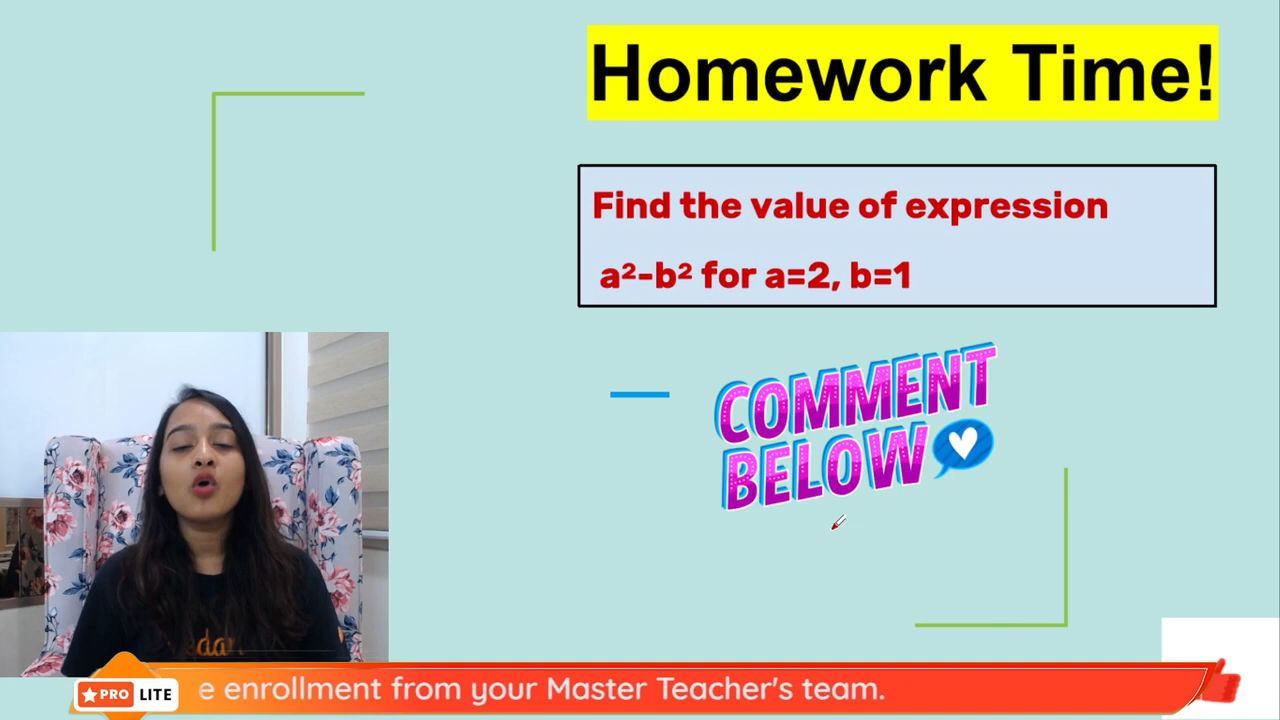 Homework Time!
Find the value of expression
a²-b² for a=2, b=1
COMMENT
BELOW
PRO LITE
e enrollment from your Master Teacher's team.